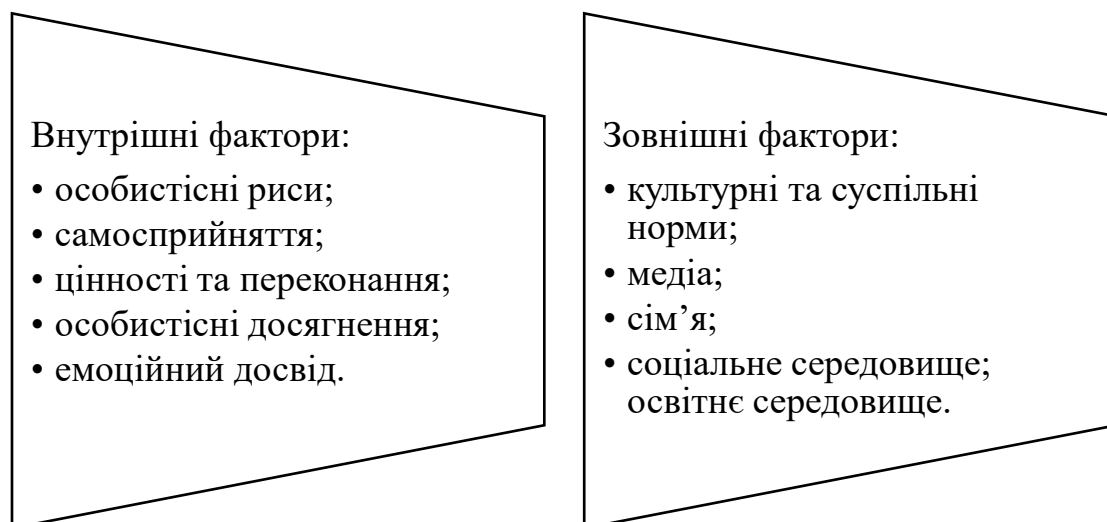 Внутрішні фактори:
• особистісні риси;
• самосприйняття;
• цінності та переконання;
• особистісні досягнення;
• емоційний досвід.
Зовнішні фактори:
• культурні та суспільні
норми;
• медіа;
• сім’я;
• соціальне середовище;
освітнє середовище.